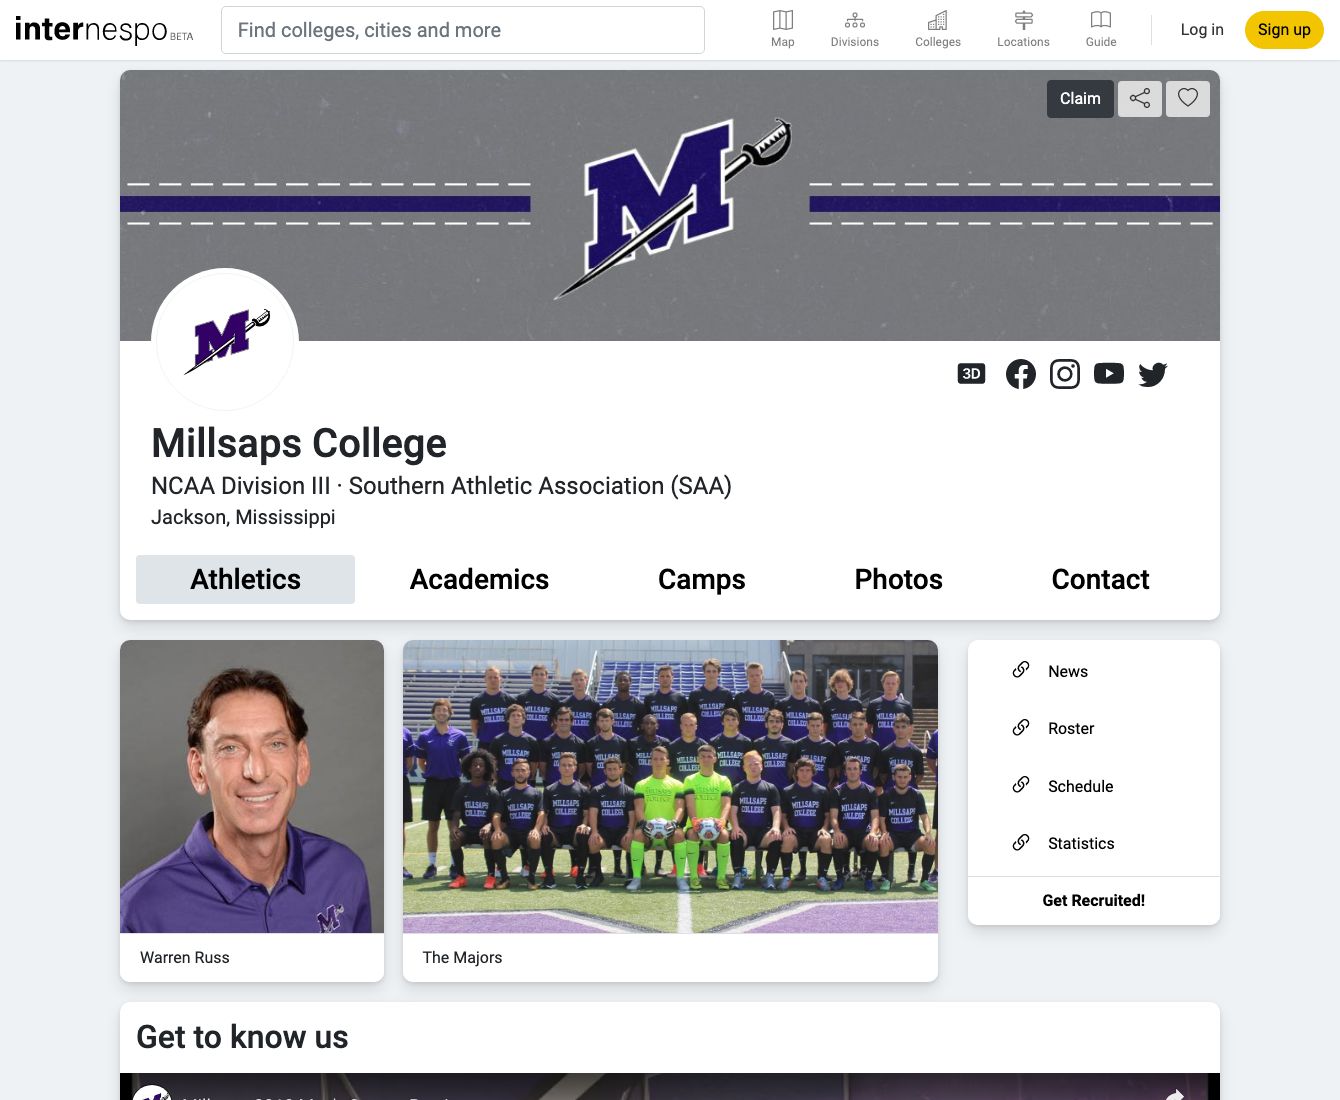 internespo BETA
Find colleges, cities and more
Map
Divisions
Colleges
Locations
Guide
Log in
Sign up
Claim
M
M
3D
Millsaps College
NCAA Division III · Southern Athletic Association (SAA)
Jackson, Mississippi
Athletics
Academics
Camps
Photos
Contact
M
MILLSAPS
COLLEGE
Warren Russ
The Majors
News
Roster
Schedule
Statistics
Get Recruited!
Get to know us